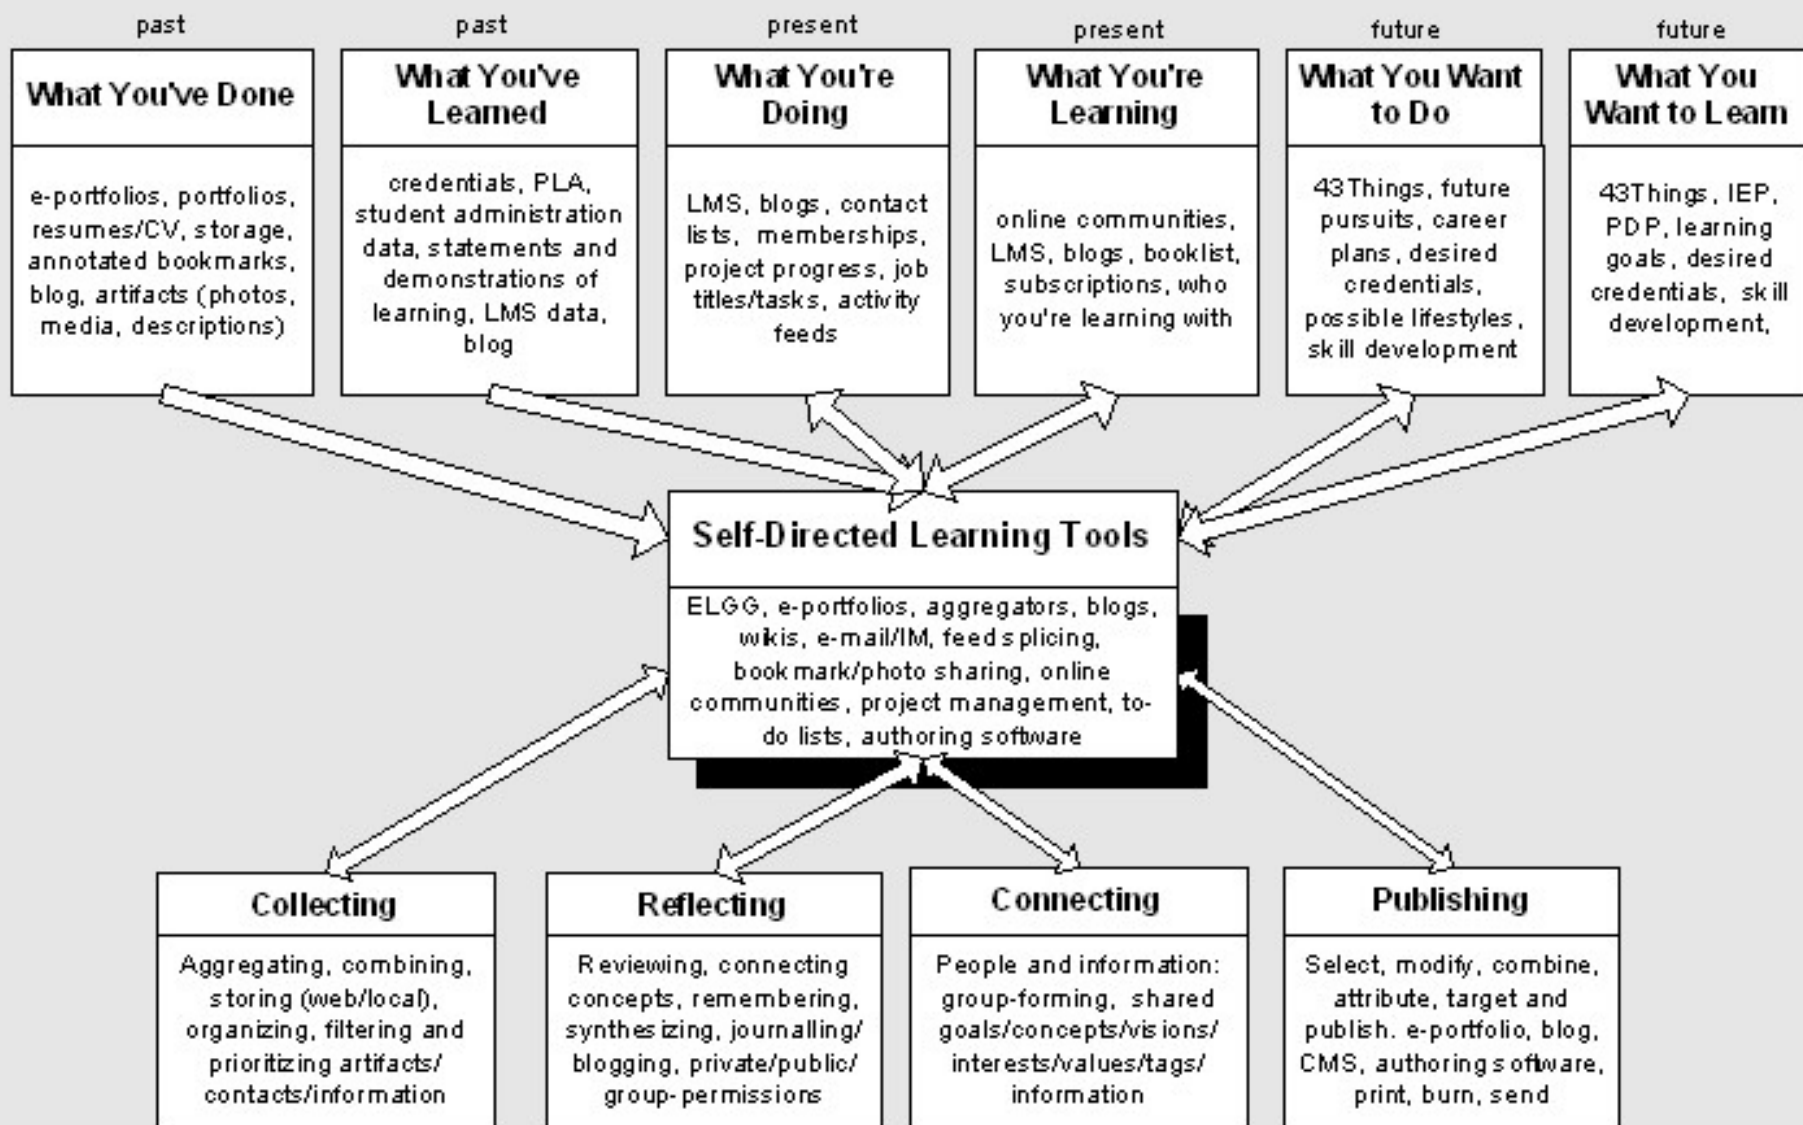 past
What You've Done
e-portfolios, portfolios,
resumes/CV, storage,
annotated bookmarks,
blog, artifacts (photos,
media, descriptions)
past
What You've
Learned
credentials, PLA,
student administration
data, statements and
demonstrations of
learning, LMS data,
blog
present
What You're
Doing
LMS, blogs, contact
lists, memberships,
project progress, job
titles/tasks, activity
feeds
present
What You're
Learning
online communities,
LMS, blogs, booklist,
subscriptions, who
you're learning with
future
What You Want
to Do
43Things, future
pursuits, career
plans, desired
credentials,
possible lifestyles,
skill development
future
What You
Want to Learn
43Things, IEP,
PDP, learning
goals, desired
credentials, skill
development,
Self-Directed Learning Tools
ELGG, e-portfolios, aggregators, blogs,
wikis, e-mail/IM, feed splicing,
bookmark/photo sharing, online
communities, project management, to-
do lists, authoring software
Collecting
Aggregating, combining,
storing (web/local),
organizing, filtering and
prioritizing artifacts/
contacts/information
Reflecting
Reviewing, connecting
concepts, remembering,
synthesizing, journalling/
blogging, private/public/
group-permissions
Connecting
People and information:
group-forming, shared
goals/concepts/visions/
interests/values/tags/
information
Publishing
Select, modify, combine,
attribute, target and
publish. e-portfolio, blog,
CMS, authoring software,
print, burn, send